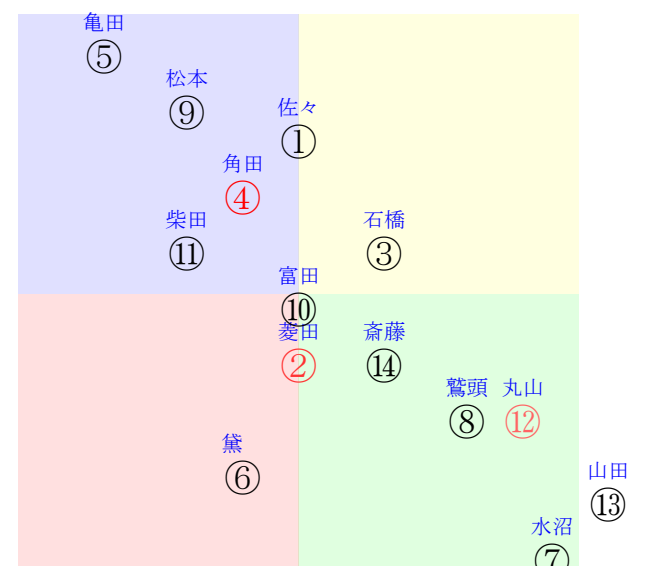 亀田
⑤
松本
⑨
佐々
①
角田
④
柴田
⑪
石橋
③
富田
⑩
菱田
②
斎藤
⑭
鷲頭
⑧
丸山
⑫
黛
⑥
山田
⑬
水沼
⑦